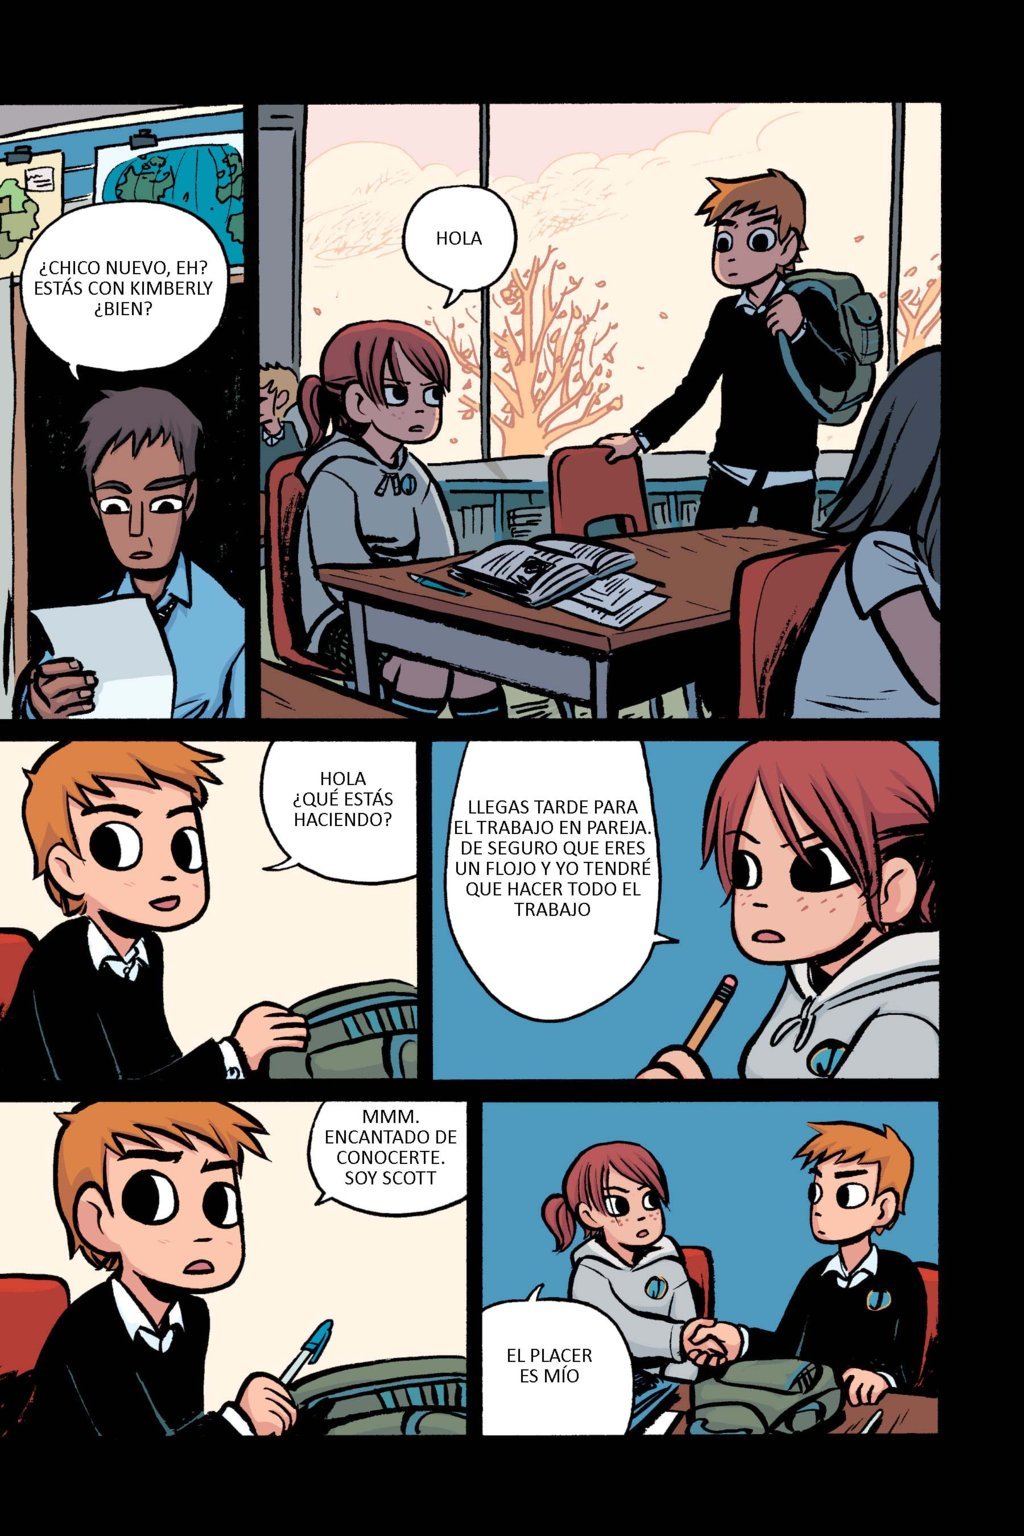 ¿CHICO NUEVO, EH?
ESTÁS CON KIMBERLY
¿BIEN?
HOLA
HOLA
¿QUÉ ESTÁS
HACIENDO?
LLEGAS TARDE PARA
EL TRABAJO EN PAREJA.
DE SEGURO QUE ERES
UN FLOJO Y YO TENDRÉ
QUE HACER TODO EL
TRABAJO
MMM.
ENCANTADO DE
CONOCERTE.
SOY SCOTT
EL PLACER
ES MÍO